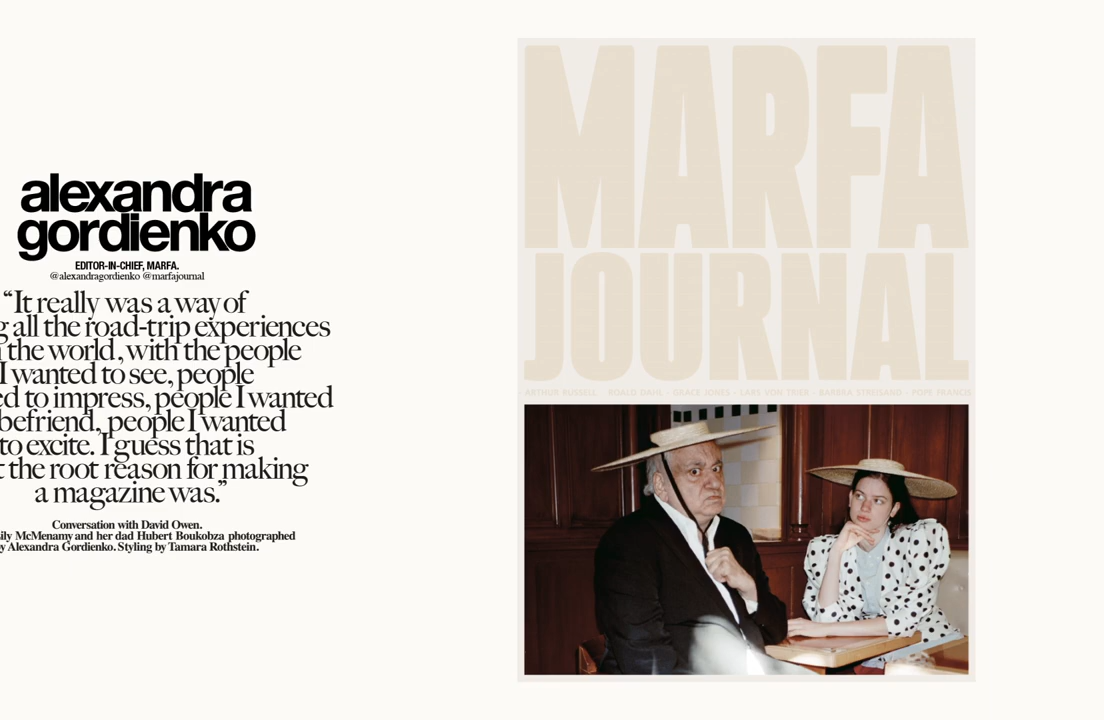 alexandra
gordienko
EDITOR-IN-CHIEF, MARFA.
@alexandragordienko @marfajournal
“It really was a way of
all the road-trip experiences
the world, with the people
I wanted to see, people
to impress, people I wanted
befriend, people I wanted
to excite. I guess that is
the root reason for making
a magazine was.”
Conversation with David Owen.
McMenamy and her dad Hubert Boukobza photographed
by Alexandra Gordienko. Styling by Tamara Rothstein.
MARFA
JOURNAL
ARTHUR RUSSELL - ROALD DAHL - GRACE JONES - LARS VON TRIER - BARBRA STREISAND - POPE FRANCIS